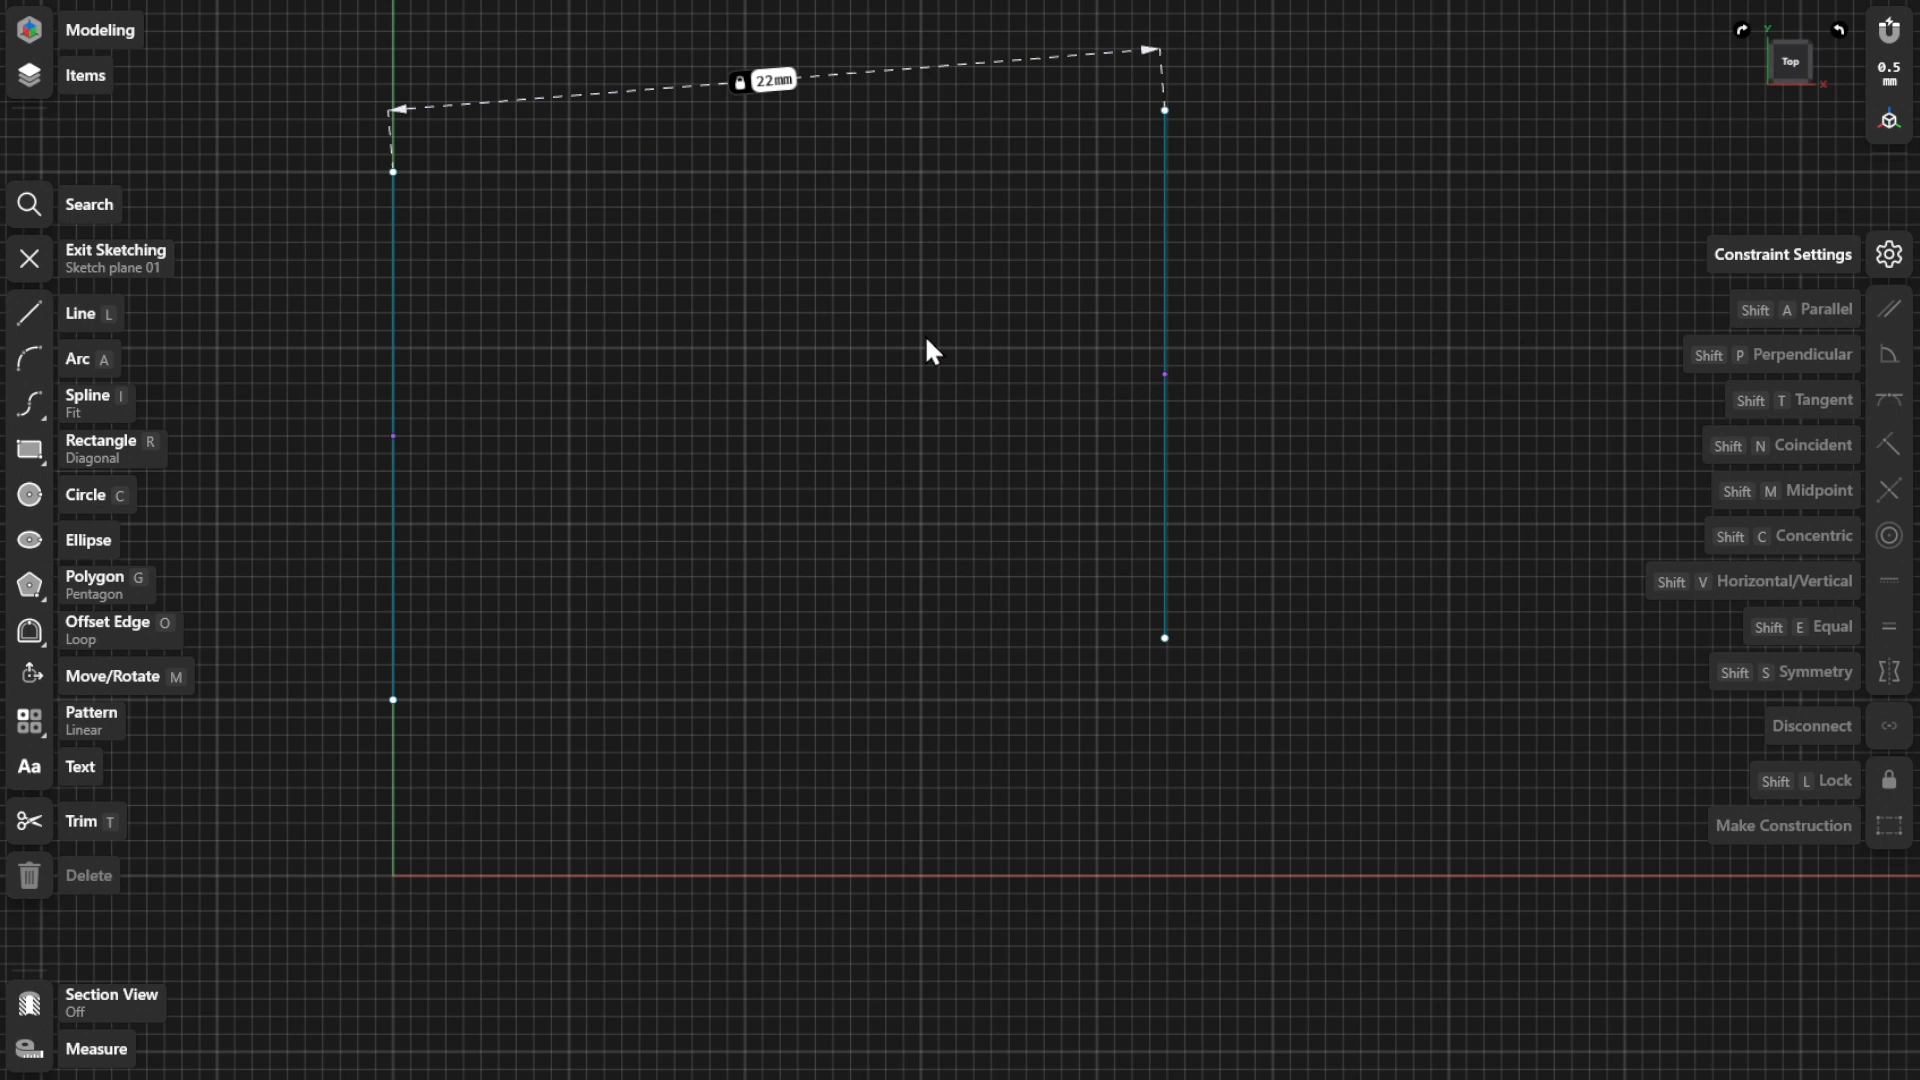 Modeling
Items
Search
Exit Sketching
Sketch plane 01
Line L
Arc A
Spline I
Fit
Rectangle R
Diagonal
Circle C
Ellipse
Polygon G
Pentagon
Offset Edge O
Loop
Move/Rotate M
Pattern
Linear
Aa Text
Trim T
Delete
Section View
Off
Measure
22mm
Y
Top
X
0.5
mm
Constraint Settings
Shift A Parallel
Shift P Perpendicular
Shift T Tangent
Shift N Coincident
Shift M Midpoint
Shift C Concentric
Shift V Horizontal/Vertical
Shift E Equal
Shift S Symmetry
Disconnect
Shift L Lock
Make Construction